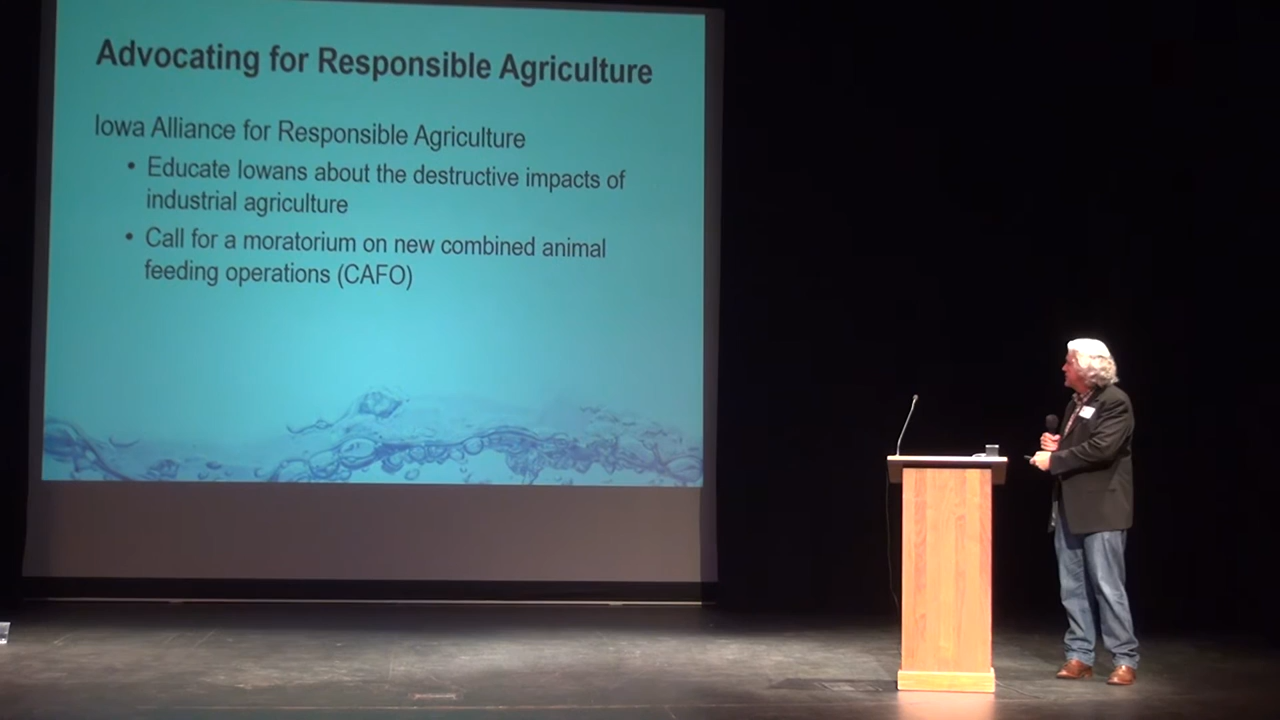 Advocating for Responsible Agriculture
Iowa Alliance for Responsible Agriculture
• Educate Iowans about the destructive impacts of
industrial agriculture
• Call for a moratorium on new combined animal
feeding operations (CAFO)